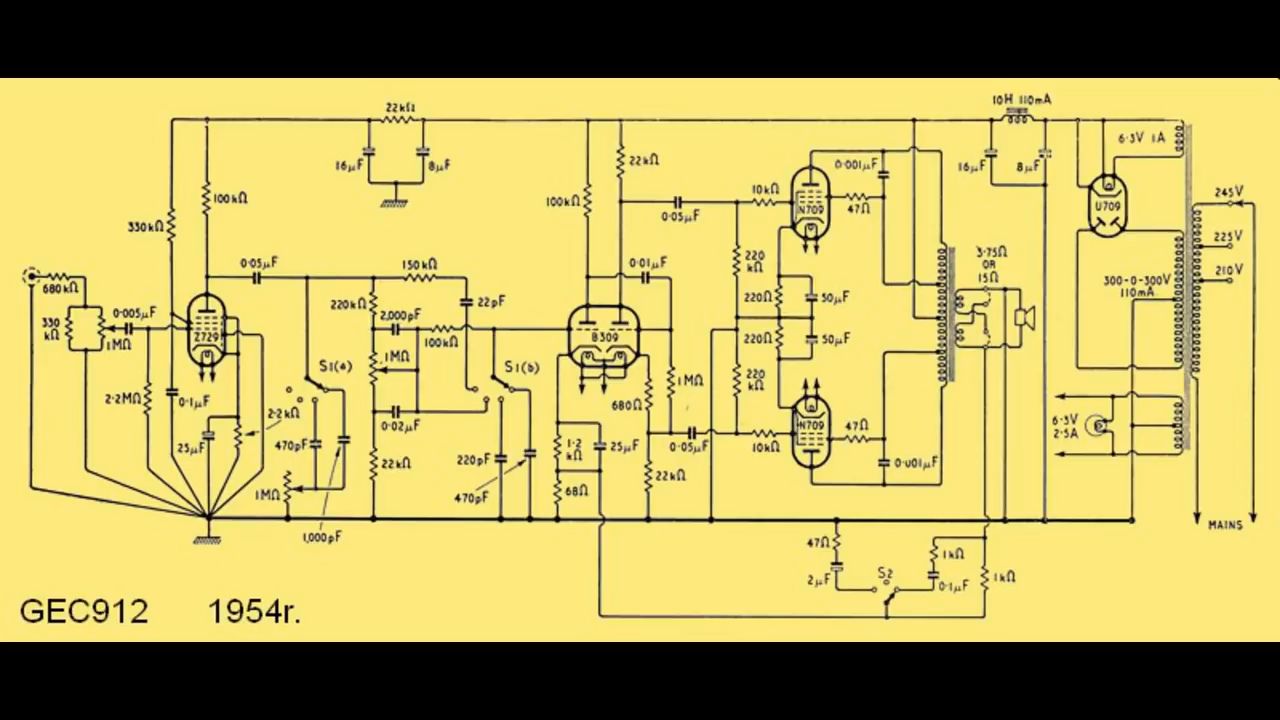 22kΩ
10H 110mA
16μF
8μF
16μF
8μF
6·3V 1A
100kΩ
330kΩ
22kΩ
100kΩ
0·001μF
10kΩ
N709
47Ω
U709
245V
225V
210V
680kΩ
330
kΩ
1MΩ
0·005μF
0·05μF
Z729
150kΩ
220kΩ
22pF
2,000pF
100kΩ
1MΩ
0·02μF
22kΩ
0·01μF
B309
0·05μF
220
kΩ
220Ω
50μF
220Ω
50μF
220
kΩ
3·75Ω
OR
15Ω
300-0-300V
110mA
2·2MΩ
0·1μF
25μF
2·2kΩ
S1(a)
470pF
1MΩ
1,000pF
S1(b)
220pF
470pF
680Ω
1MΩ
1·2
kΩ
25μF
68Ω
22kΩ
0·05μF
10kΩ
N709
47Ω
0·001μF
6·3V
2·5A
MAINS
47Ω
2μF
S2
1kΩ
0·1μF
1kΩ
GEC912 1954r.